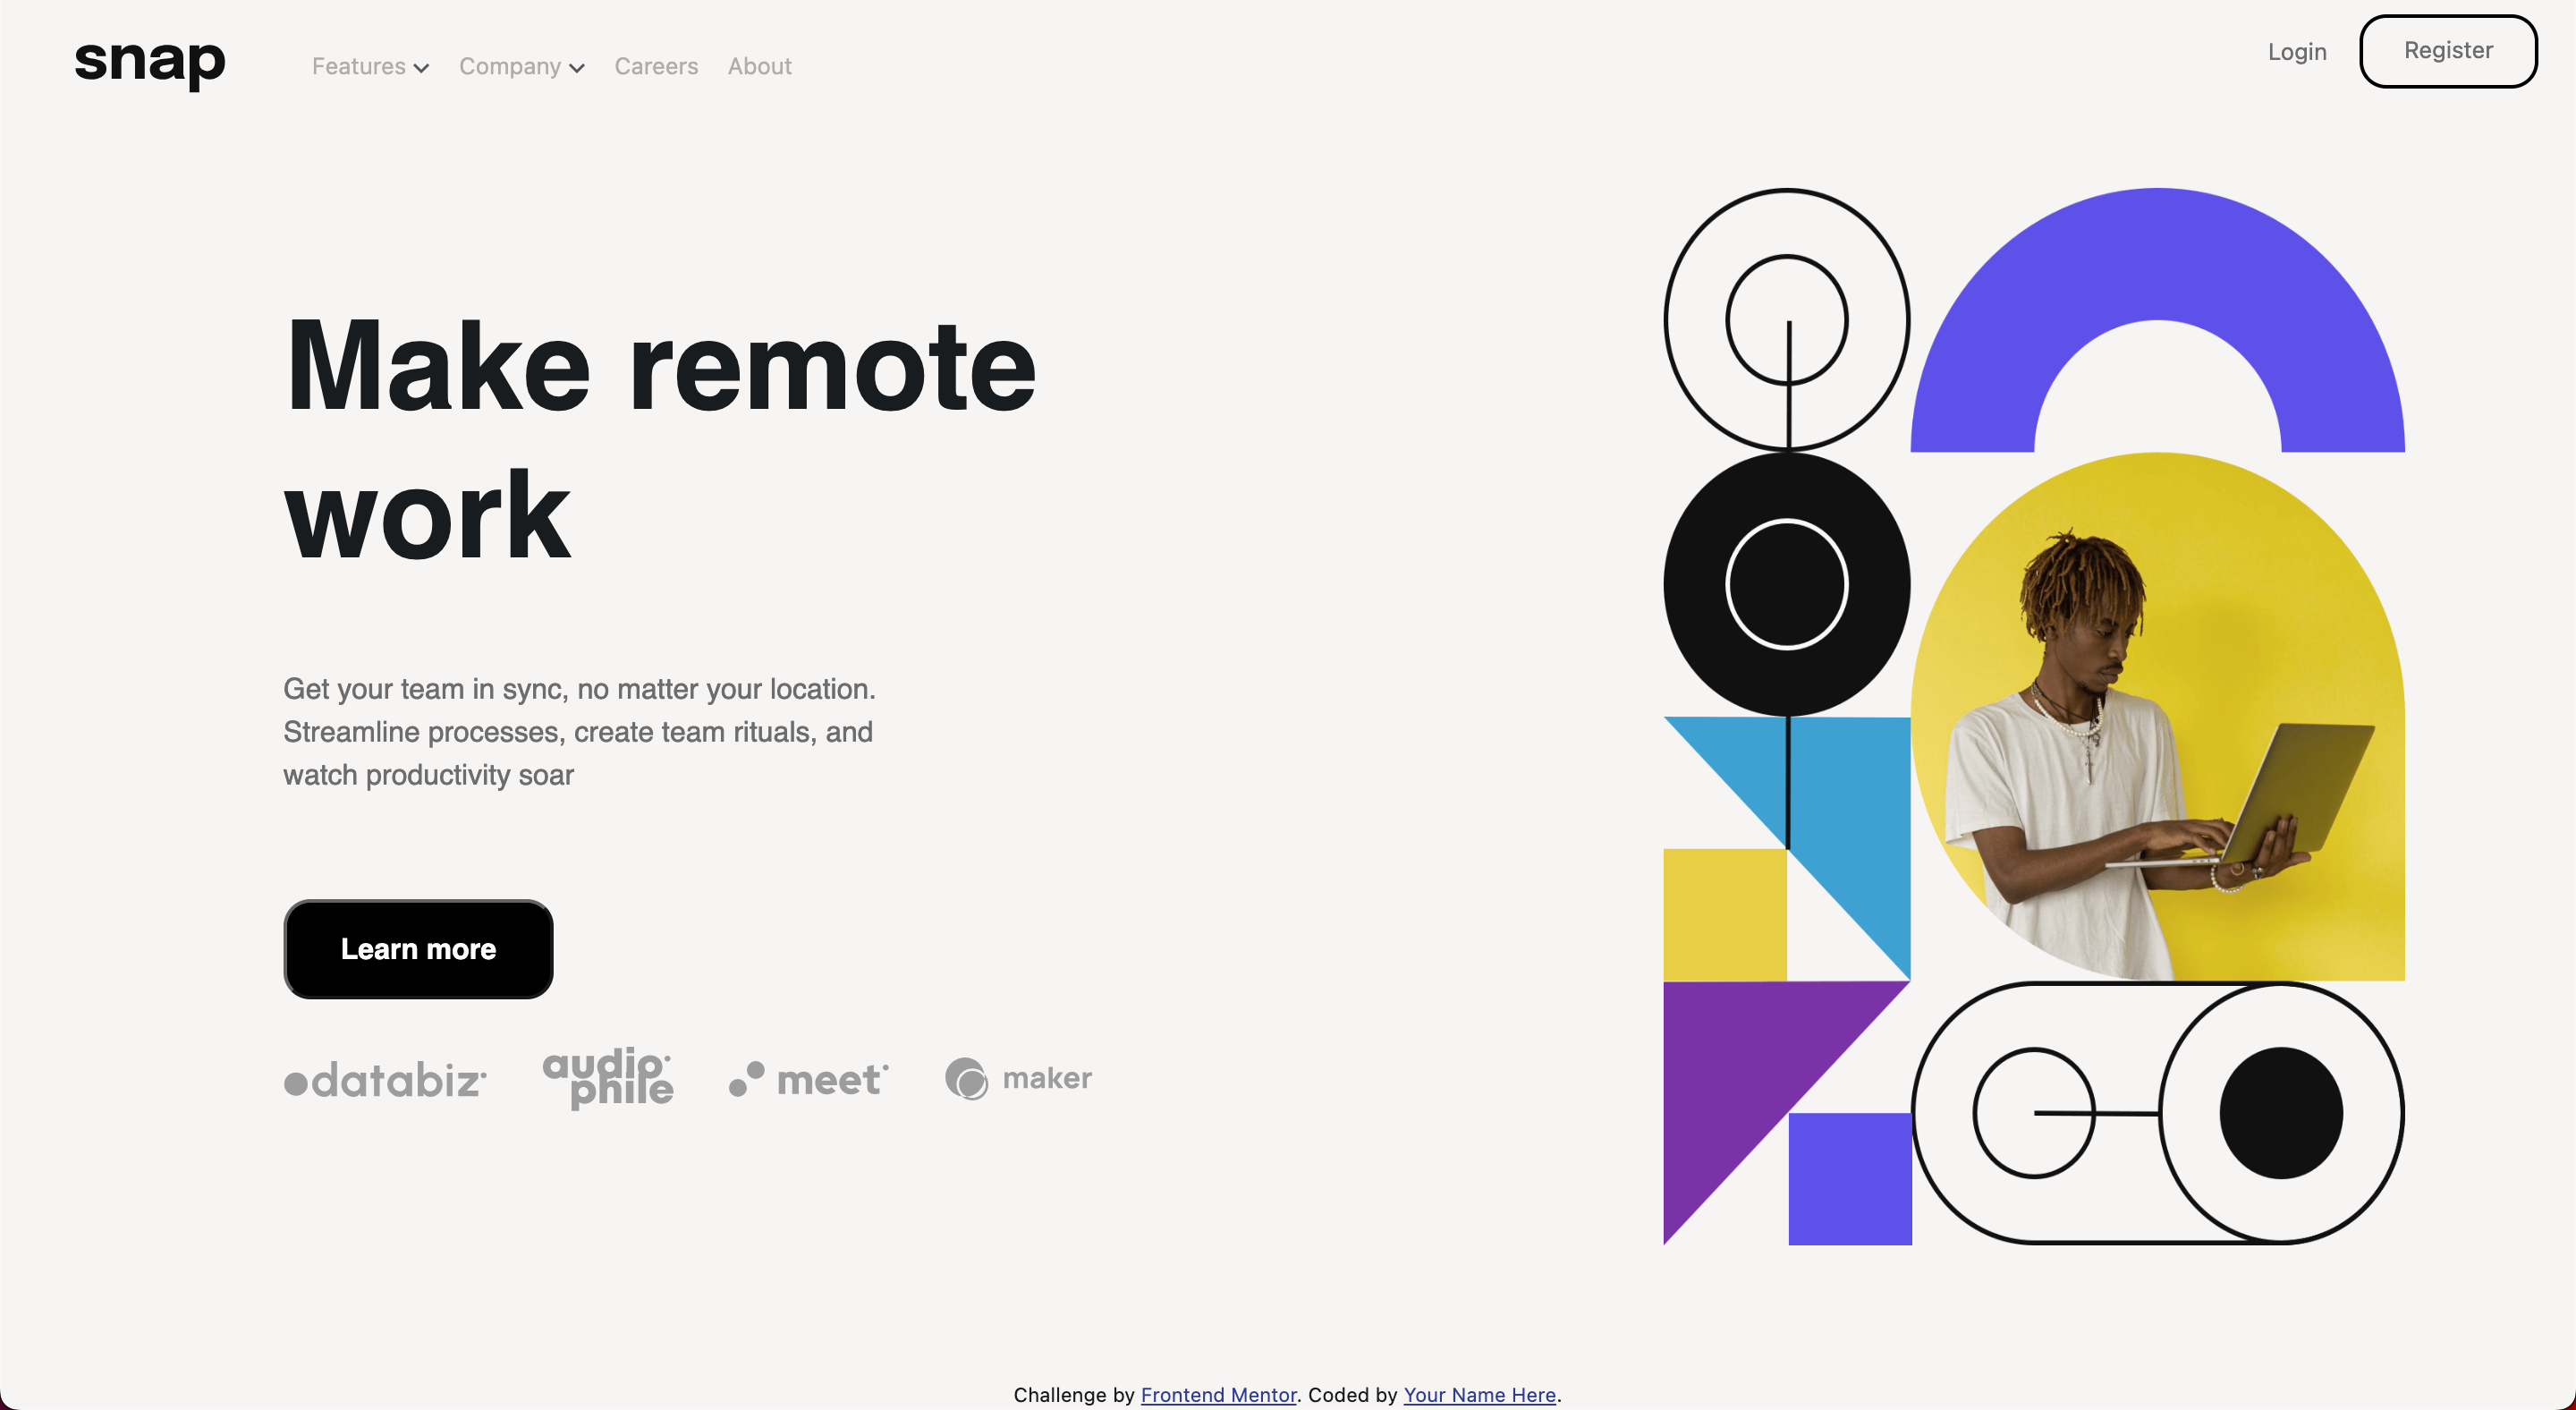 snap
Features
Company
Careers
About
Login
Register
Make remote
work
Get your team in sync, no matter your location.
Streamline processes, create team rituals, and
watch productivity soar
Learn more
databiz
audio
phile
meet
maker
Challenge by Frontend Mentor. Coded by Your Name Here.